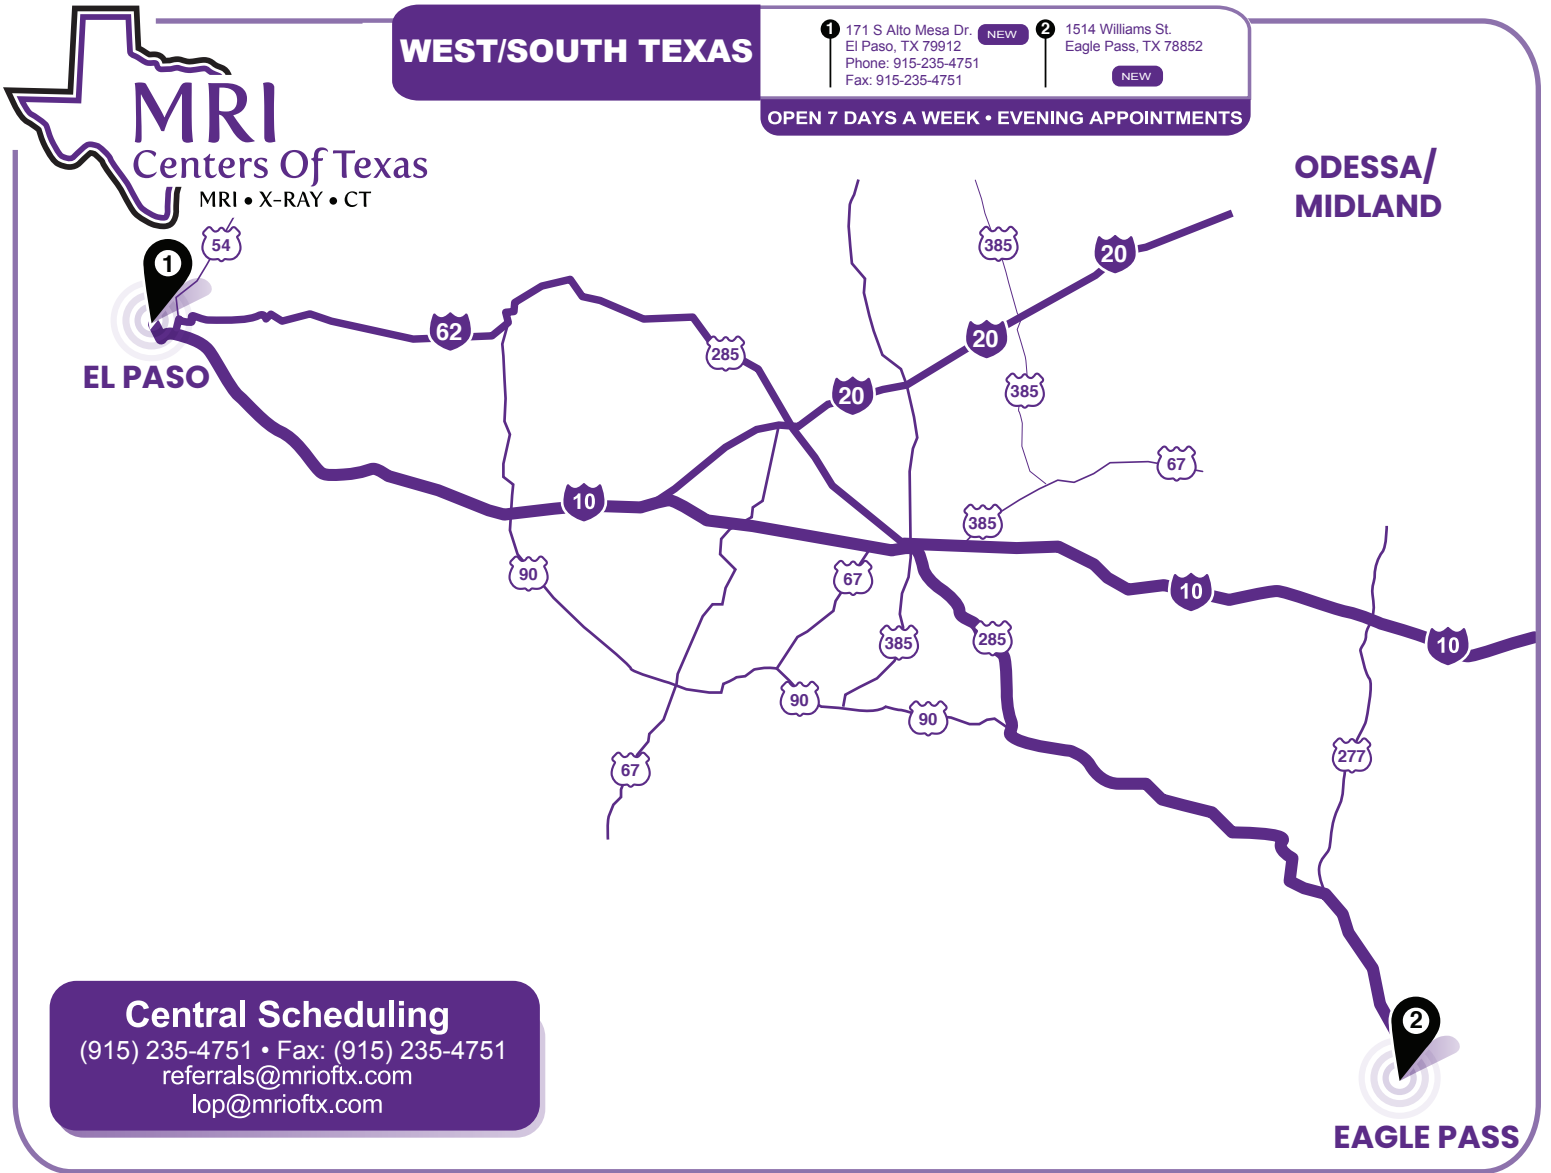 MRI
Centers Of Texas
MRI • X-RAY • CT
WEST/SOUTH TEXAS
1 171 S Alto Mesa Dr. NEW
El Paso, TX 79912
Phone: 915-235-4751
Fax: 915-235-4751
2 1514 Williams St.
Eagle Pass, TX 78852
NEW
OPEN 7 DAYS A WEEK • EVENING APPOINTMENTS
ODESSA/
MIDLAND
54
385
20
1
62
20
285
EL PASO
20
385
67
10
385
90
67
10
385
285
10
90
90
277
67
2
EAGLE PASS
Central Scheduling
(915) 235-4751 • Fax: (915) 235-4751
referrals@mrioftx.com
lop@mrioftx.com